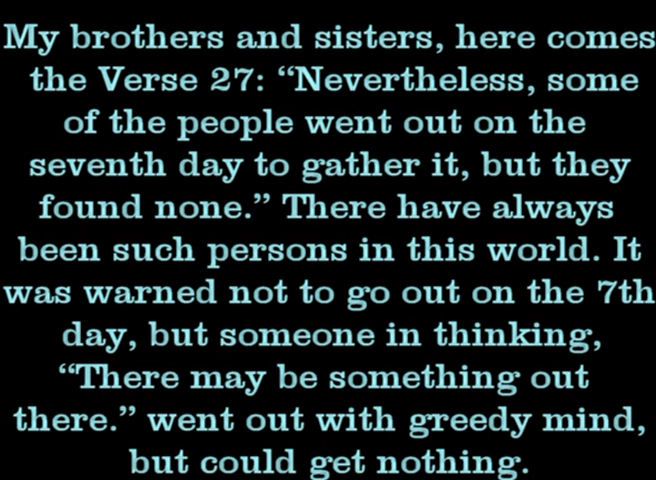 My brothers and sisters, here comes
the Verse 27: “Nevertheless, some
of the people went out on the
seventh day to gather it, but they
found none.” There have always
been such persons in this world. It
was warned not to go out on the 7th
day, but someone in thinking,
“There may be something out
there.” went out with greedy mind,
but could get nothing.